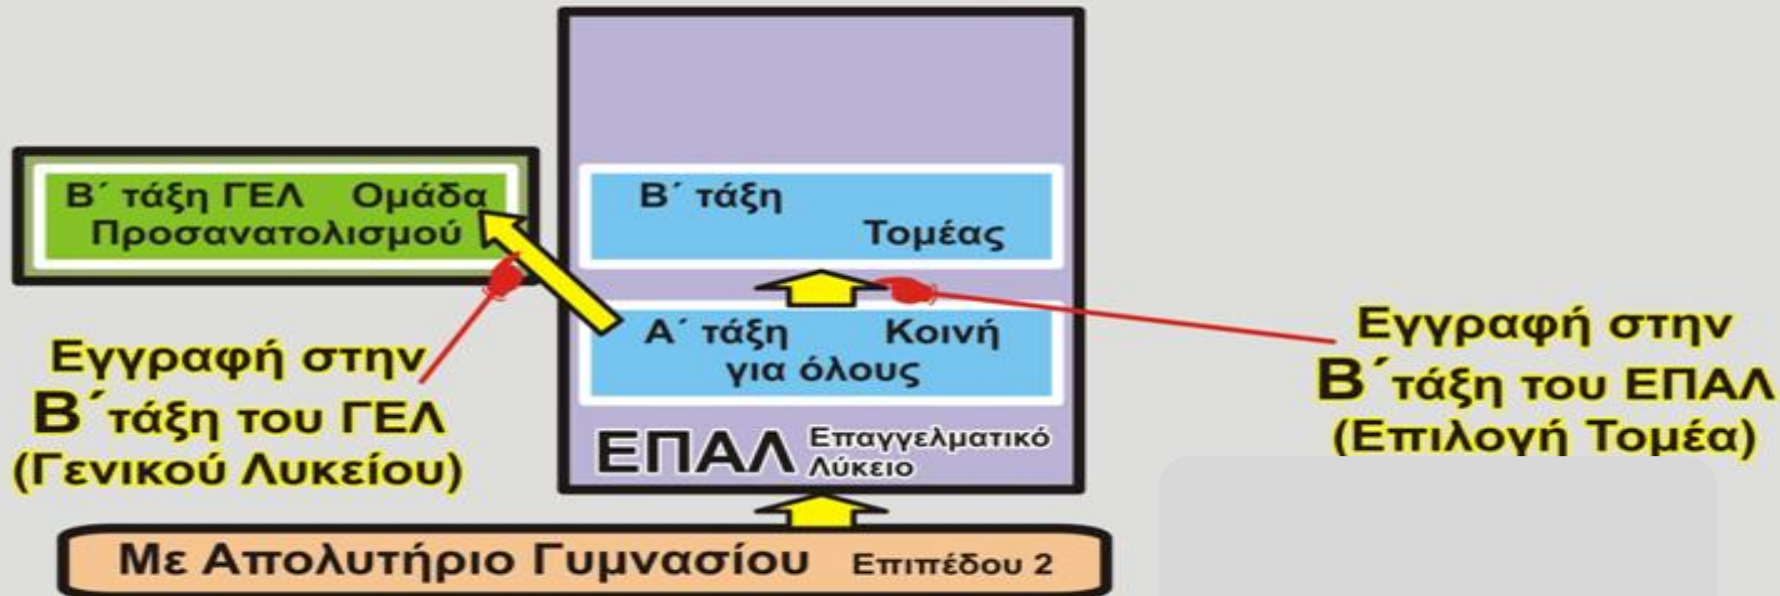 Β΄ τάξη ΓΕΛ Ομάδα
Προσανατολισμού
Β΄ τάξη
Τομέας
Α΄ τάξη Κοινή
για όλους
ΕΠΑΛ Επαγγελματικό
Λύκειο
Εγγραφή στην
Β΄τάξη του ΓΕΛ
(Γενικού Λυκείου)
Εγγραφή στην
Β΄τάξη του ΕΠΑΛ
(Επιλογή Τομέα)
Με Απολυτήριο Γυμνασίου Επιπέδου 2